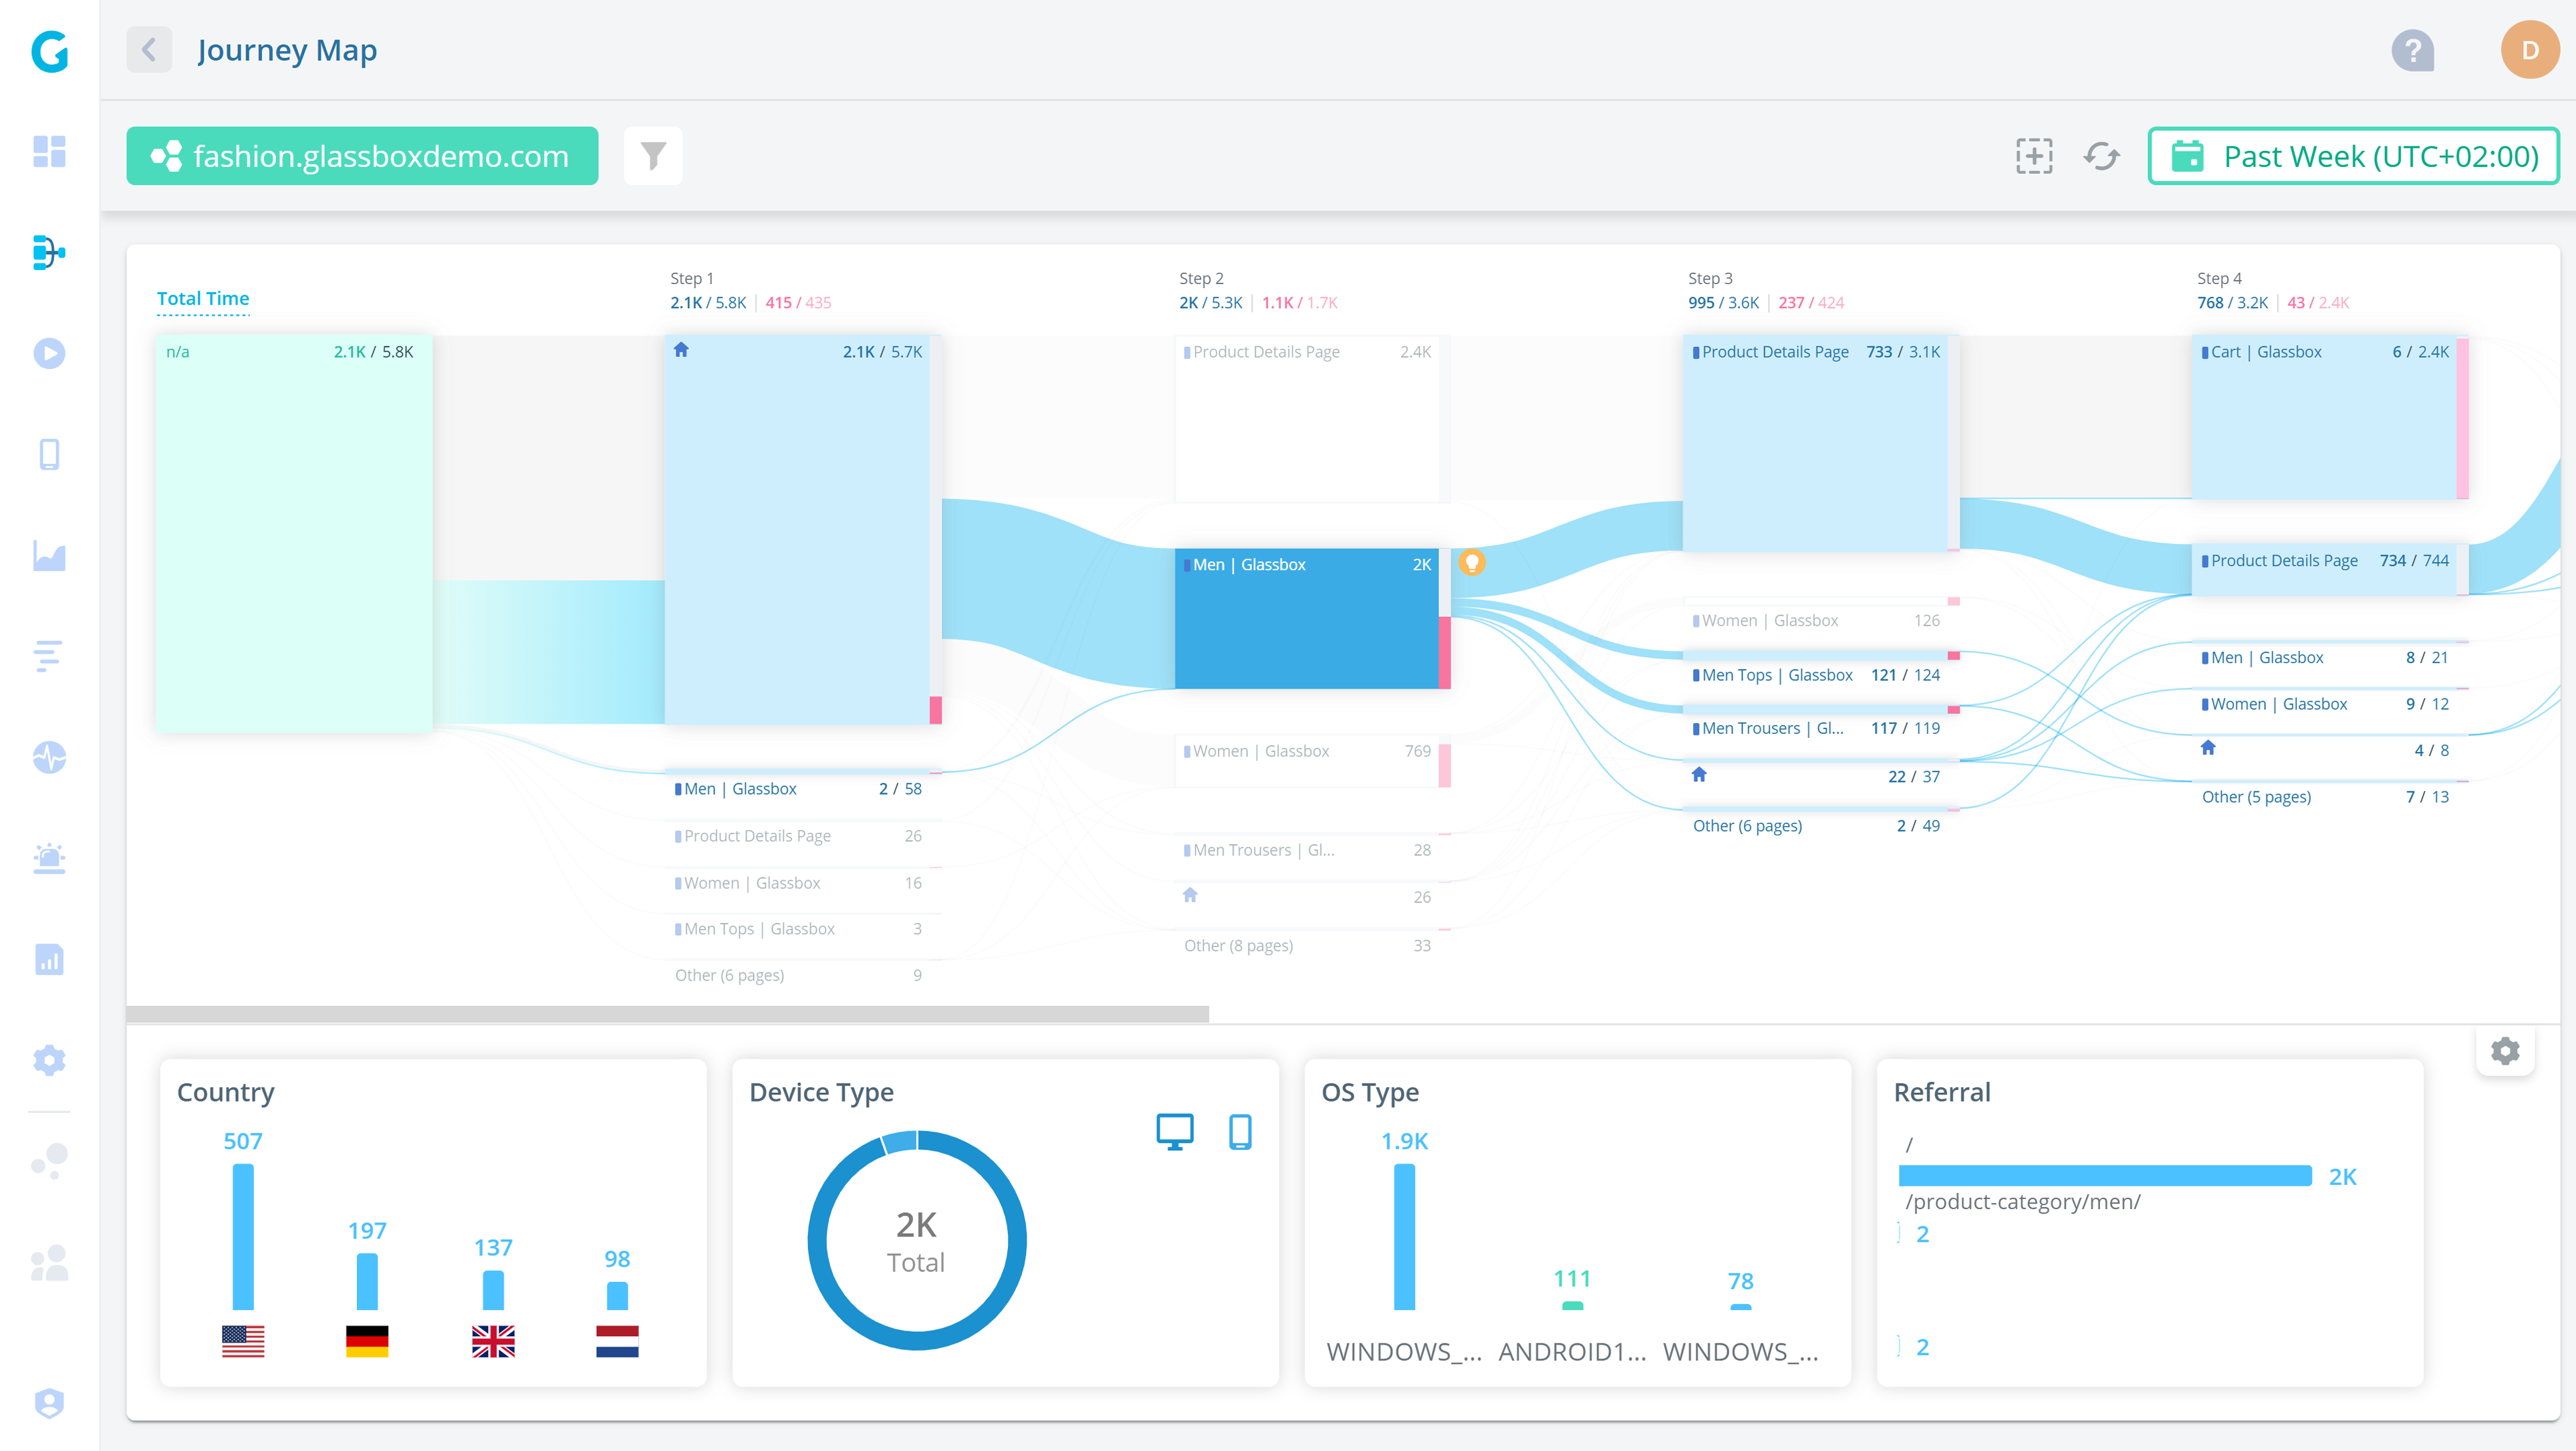 Journey Map
?
D
fashion.glassboxdemo.com
Past Week (UTC+02:00)
Total Time
n/a 2.1K / 5.8K
Step 1
2.1K / 5.8K | 415 / 435
2.1K / 5.7K
Men | Glassbox 2 / 58
Product Details Page 26
Women | Glassbox 16
Men Tops | Glassbox 3
Other (6 pages) 9
Step 2
2K / 5.3K | 1.1K / 1.7K
Product Details Page 2.4K
Men | Glassbox 2K
Women | Glassbox 769
Men Trousers | Gl... 28
26
Other (8 pages) 33
Step 3
995 / 3.6K | 237 / 424
Product Details Page 733 / 3.1K
Women | Glassbox 126
Men Tops | Glassbox 121 / 124
Men Trousers | Gl... 117 / 119
22 / 37
Other (6 pages) 2 / 49
Step 4
768 / 3.2K | 43 / 2.4K
Cart | Glassbox 6 / 2.4K
Product Details Page 734 / 744
Men | Glassbox 8 / 21
Women | Glassbox 9 / 12
4 / 8
Other (5 pages) 7 / 13
Country
507
197
137
98
Device Type
2K
Total
OS Type
1.9K
111
78
WINDOWS_... ANDROID1... WINDOWS_...
Referral
/
2K
/product-category/men/
2
2